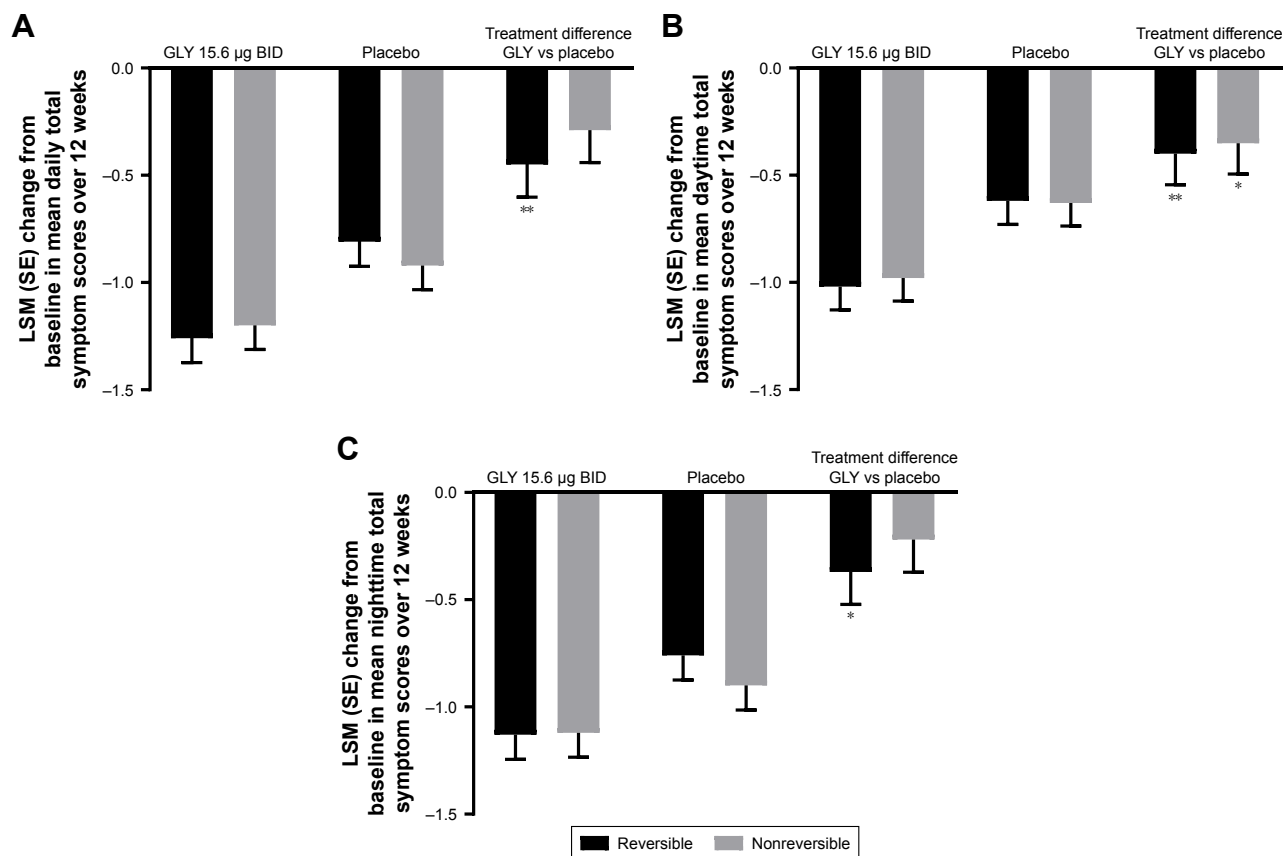 A
GLY 15.6 µg BID
Placebo
Treatment difference
GLY vs placebo
LSM (SE) change from
baseline in mean daily total
symptom scores over 12 weeks
0.0
–0.5
–1.0
–1.5
**
B
GLY 15.6 µg BID
Placebo
Treatment difference
GLY vs placebo
LSM (SE) change from
baseline in mean daytime total
symptom scores over 12 weeks
0.0
–0.5
–1.0
–1.5
**
*
C
GLY 15.6 µg BID
Placebo
Treatment difference
GLY vs placebo
LSM (SE) change from
baseline in mean nighttime total
symptom scores over 12 weeks
0.0
–0.5
–1.0
–1.5
*
Reversible
Nonreversible